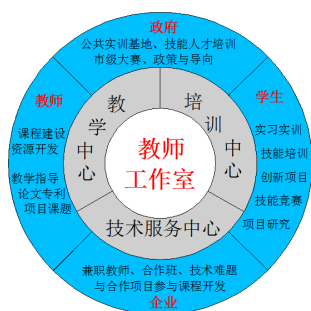 政府
公共实训基地、技能人才培训
市级大赛、政策与导向
教师
课程建设
资源开发
教学指导
论文专利
项目课题
学生
实习实训
技能培训
创新项目
技能竞赛
项目研究
教学中心
培训中心
教师
工作室
技术服务中心
兼职教师、合作班、技术难题
与合作项目参与课程开发
企业